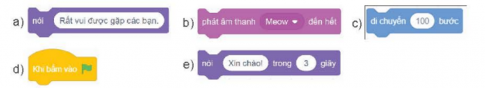 a) nói Rất vui được gặp các bạn. b) phát âm thanh Meow đến hết c) di chuyển 100 bước
d) Khi bấm vào e) nói Xin chào! trong 3 giây